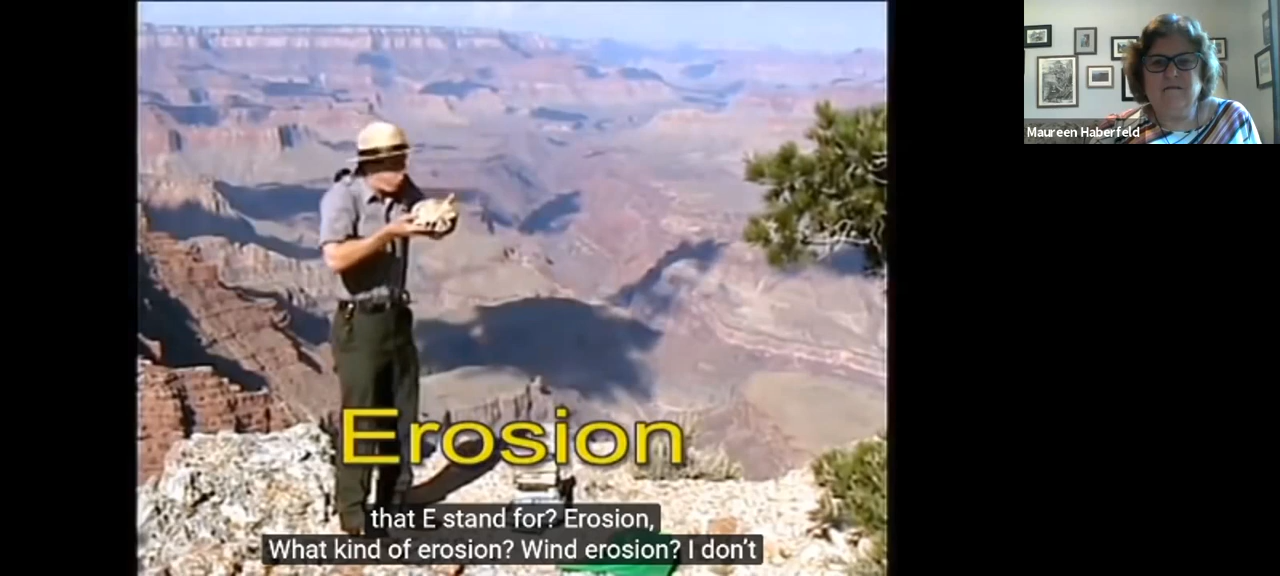 Maureen Haberfeld
Erosion
that E stand for? Erosion,
What kind of erosion? Wind erosion? I don't